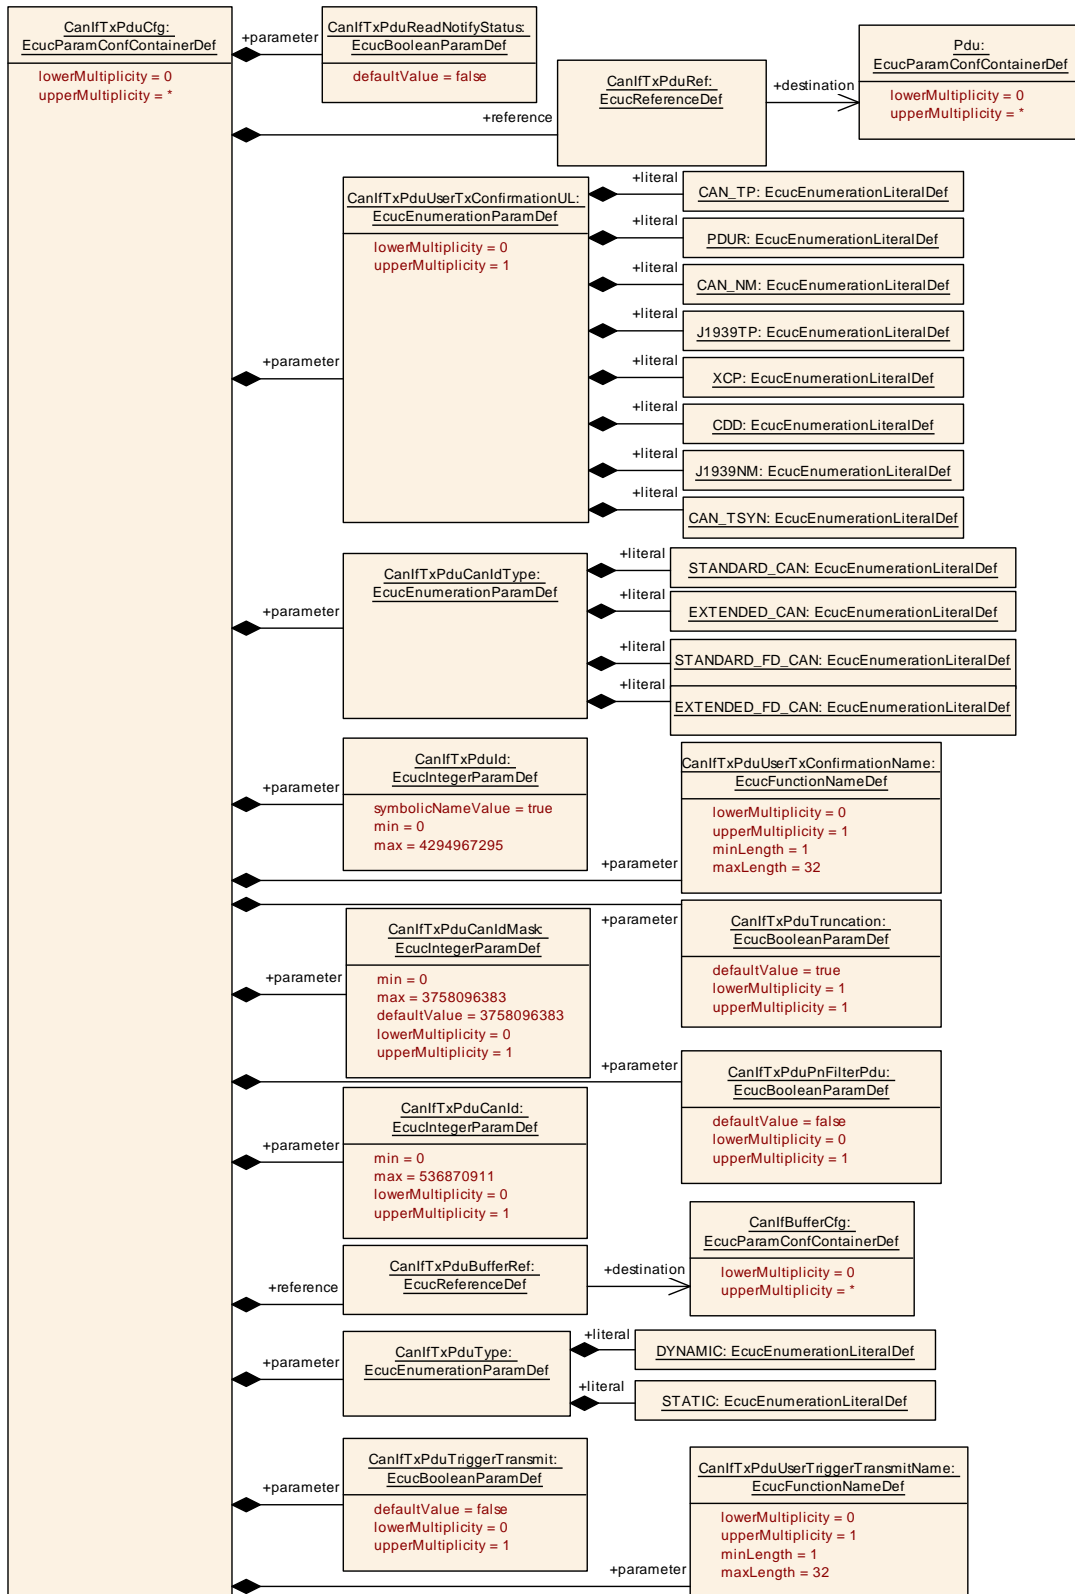 CanIfTxPduCfg:
EcucParamConfContainerDef
lowerMultiplicity = 0
upperMultiplicity = *
+parameter
CanIfTxPduReadNotifyStatus:
EcucBooleanParamDef
defaultValue = false
+reference
CanIfTxPduRef:
EcucReferenceDef
+destination
Pdu:
EcucParamConfContainerDef
lowerMultiplicity = 0
upperMultiplicity = *
+parameter
CanIfTxPduUserTxConfirmationUL:
EcucEnumerationParamDef
lowerMultiplicity = 0
upperMultiplicity = 1
+literal
CAN_TP: EcucEnumerationLiteralDef
+literal
PDUR: EcucEnumerationLiteralDef
+literal
CAN_NM: EcucEnumerationLiteralDef
+literal
J1939TP: EcucEnumerationLiteralDef
+literal
XCP: EcucEnumerationLiteralDef
+literal
CDD: EcucEnumerationLiteralDef
+literal
J1939NM: EcucEnumerationLiteralDef
+literal
CAN_TSYN: EcucEnumerationLiteralDef
+parameter
CanIfTxPduCanIdType:
EcucEnumerationParamDef
+literal
STANDARD_CAN: EcucEnumerationLiteralDef
+literal
EXTENDED_CAN: EcucEnumerationLiteralDef
+literal
STANDARD_FD_CAN: EcucEnumerationLiteralDef
+literal
EXTENDED_FD_CAN: EcucEnumerationLiteralDef
+parameter
CanIfTxPduId:
EcucIntegerParamDef
symbolicNameValue = true
min = 0
max = 4294967295
+parameter
CanIfTxPduUserTxConfirmationName:
EcucFunctionNameDef
lowerMultiplicity = 0
upperMultiplicity = 1
minLength = 1
maxLength = 32
+parameter
CanIfTxPduTruncation:
EcucBooleanParamDef
defaultValue = true
lowerMultiplicity = 1
upperMultiplicity = 1
+parameter
CanIfTxPduCanIdMask:
EcucIntegerParamDef
min = 0
max = 3758096383
defaultValue = 3758096383
lowerMultiplicity = 0
upperMultiplicity = 1
+parameter
CanIfTxPduPnFilterPdu:
EcucBooleanParamDef
defaultValue = false
lowerMultiplicity = 0
upperMultiplicity = 1
+parameter
CanIfTxPduCanId:
EcucIntegerParamDef
min = 0
max = 536870911
lowerMultiplicity = 0
upperMultiplicity = 1
+reference
CanIfTxPduBufferRef:
EcucReferenceDef
+destination
CanIfBufferCfg:
EcucParamConfContainerDef
lowerMultiplicity = 0
upperMultiplicity = *
+parameter
CanIfTxPduType:
EcucEnumerationParamDef
+literal
DYNAMIC: EcucEnumerationLiteralDef
+literal
STATIC: EcucEnumerationLiteralDef
+parameter
CanIfTxPduTriggerTransmit:
EcucBooleanParamDef
defaultValue = false
lowerMultiplicity = 0
upperMultiplicity = 1
+parameter
CanIfTxPduUserTriggerTransmitName:
EcucFunctionNameDef
lowerMultiplicity = 0
upperMultiplicity = 1
minLength = 1
maxLength = 32